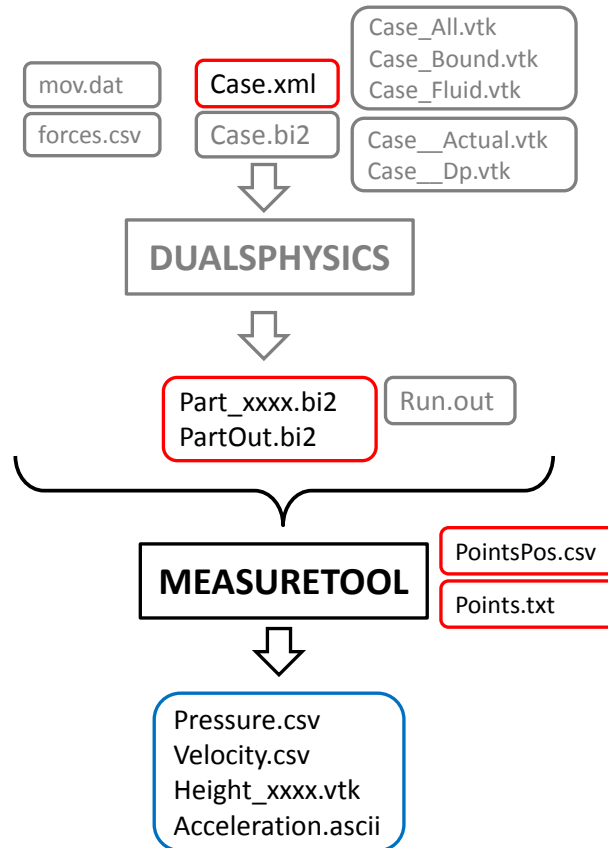 Case_All.vtk
Case_Bound.vtk
Case_Fluid.vtk
mov.dat
Case.xml
forces.csv
Case.bi2
Case__Actual.vtk
Case__Dp.vtk
DUALSPHYSICS
Part_xxxx.bi2
PartOut.bi2
Run.out
MEASURETOOL
PointsPos.csv
Points.txt
Pressure.csv
Velocity.csv
Height_xxxx.vtk
Acceleration.ascii